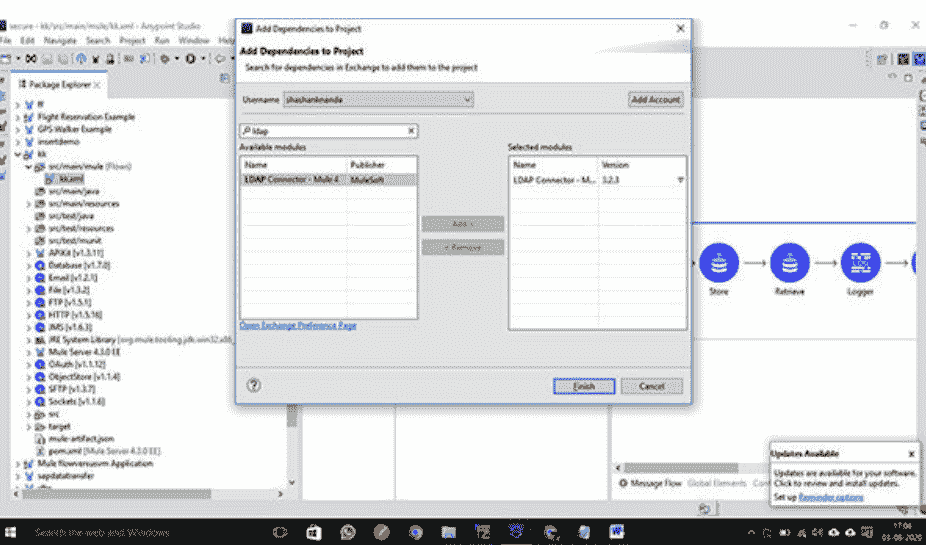 secure - kk/src/main/mule/kk.xml - Anypoint Studio
File Edit Navigate Search Project Run Window Help
Package Explorer
Flight Reservation Example
GPS Walker Example
insertdemo
kk
src/main/mule (Flows)
kk.xml
src/main/java
src/main/resources
src/test/java
src/test/resources
src/test/munit
APIKit [v1.3.11]
Database [v1.7.0]
Email [v1.2.1]
File [v1.3.2]
FTP [v1.5.1]
HTTP [v1.5.16]
JMS [v1.6.3]
JRE System Library [org.mule.tooling.jdk.win32.x86_
Mule Server 4.3.0 EE
OAuth [v1.1.12]
ObjectStore [v1.1.4]
SFTP [v1.3.7]
Sockets [v1.1.6]
src
target
mule-artifact.json
pom.xml [Mule Server 4.3.0 EE]
sapdatatransfer
Add Dependencies to Project
Add Dependencies to Project
Search for dependencies in Exchange to add them to the project
Username shashanknanda
Add Account
ldap
Available modules
Name Publisher
LDAP Connector - Mule 4 MuleSoft
Add >
< Remove
Selected modules
Name Version
LDAP Connector - M... 3.2.3
Open Exchange Preference Page
Finish Cancel
Store Retrieve Logger
LOG
Message Flow Global Elements
Updates Available
Updates are available for your software.
Click to review and install updates.
Set up Reminder options
Search the web and Windows
17:06